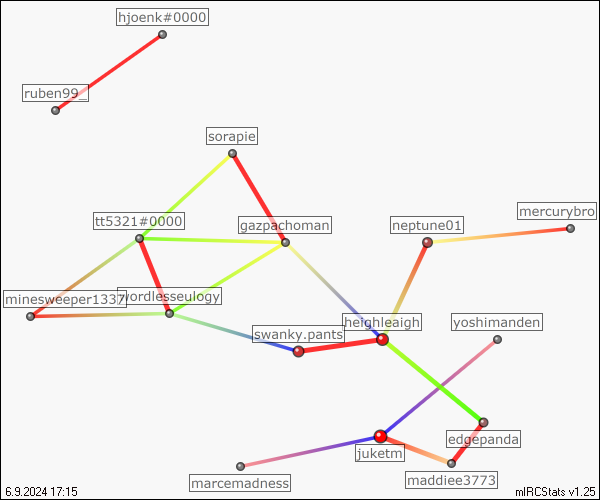 hjoenk#0000
ruben99_
sorapie
tt5321#0000
gazpachoman
neptune01
mercurybro
minesweeper1337
wordlesseulogy
swanky.pants
heighleaigh
yoshimanden
edgepanda
juketm
maddiee3773
marcemadness
6.9.2024 17:15
mIRCStats v1.25